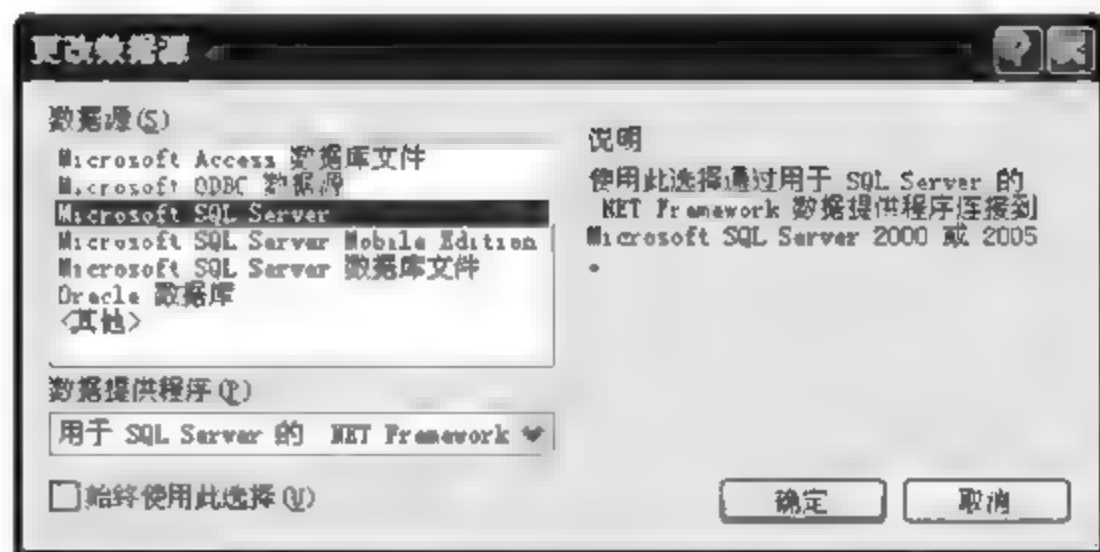 更改数据源
数据源(S)
Microsoft Access 数据库文件
Microsoft ODBC 数据源
Microsoft SQL Server
Microsoft SQL Server Mobile Edition
Microsoft SQL Server 数据库文件
Oracle 数据库
<其他>
数据提供程序(P)
用于 SQL Server 的 .NET Framework
始终使用此选择(U)
说明
使用此选择通过用于 SQL Server 的
.NET Framework 数据提供程序连接到
Microsoft SQL Server 2000 或 2005
。
确定
取消